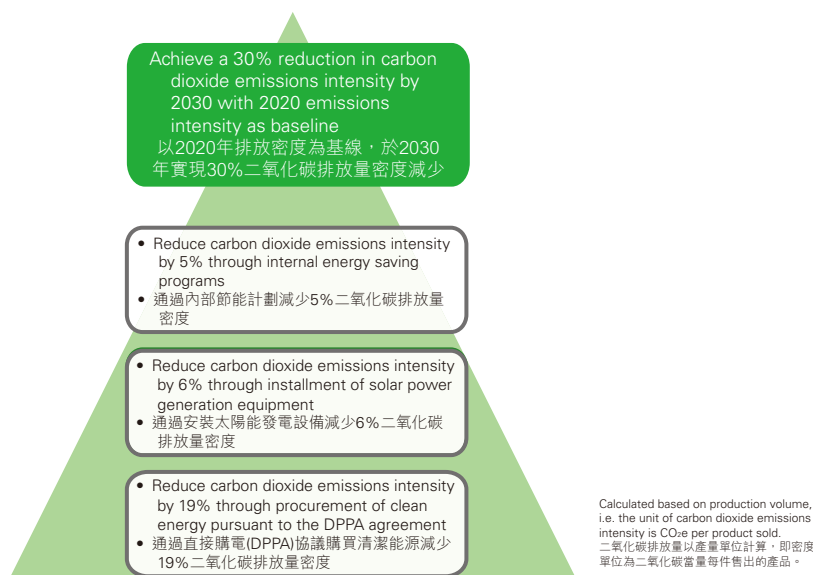 Achieve a 30% reduction in carbon
dioxide emissions intensity by
2030 with 2020 emissions
intensity as baseline
以2020年排放密度為基線，於2030
年實現30%二氧化碳排放量密度減少
• Reduce carbon dioxide emissions intensity
by 5% through internal energy saving
programs
• 通過內部節能計劃減少5%二氧化碳排放量
密度
• Reduce carbon dioxide emissions intensity
by 6% through installment of solar power
generation equipment
• 通過安裝太陽能發電設備減少6%二氧化碳
排放量密度
• Reduce carbon dioxide emissions intensity
by 19% through procurement of clean
energy pursuant to the DPPA agreement
• 通過直接購電(DPPA)協議購買清潔能源減少
19%二氧化碳排放量密度
Calculated based on production volume,
i.e. the unit of carbon dioxide emissions
intensity is CO₂e per product sold.
二氧化碳排放量以產量單位計算，即密度
單位為二氧化碳當量每件售出的產品。